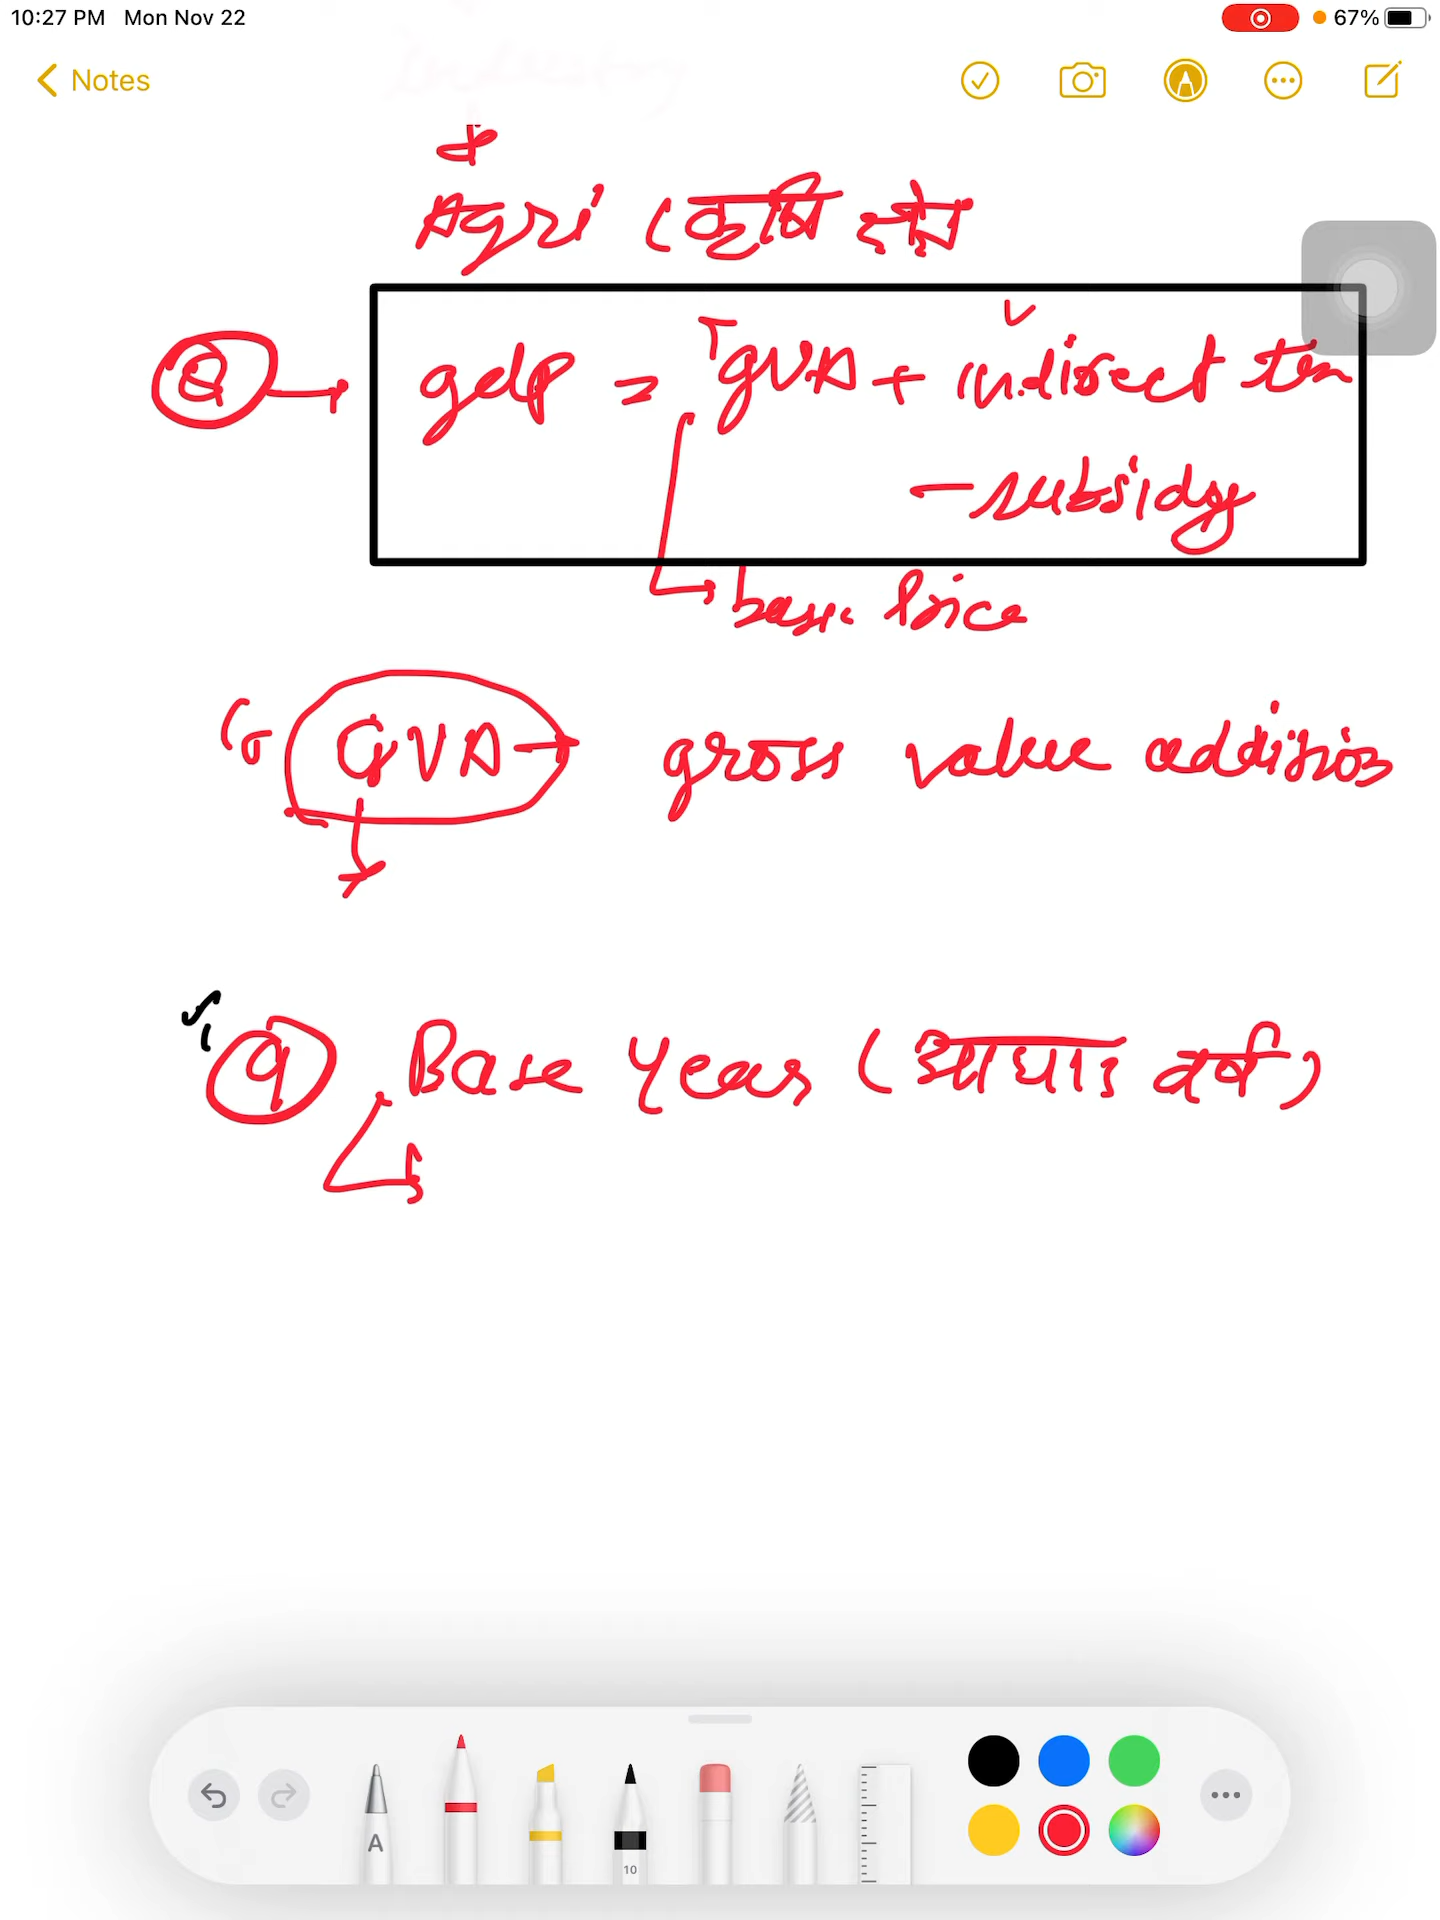 10:27 PM Mon Nov 22 67%
Notes
Agri (कृषि क्षेत्र
Q → gdp = gVA + indirect tax
- subsidy
basic Price
GVA → gross value addition
Q Base year (आधार वर्ष)
A
10